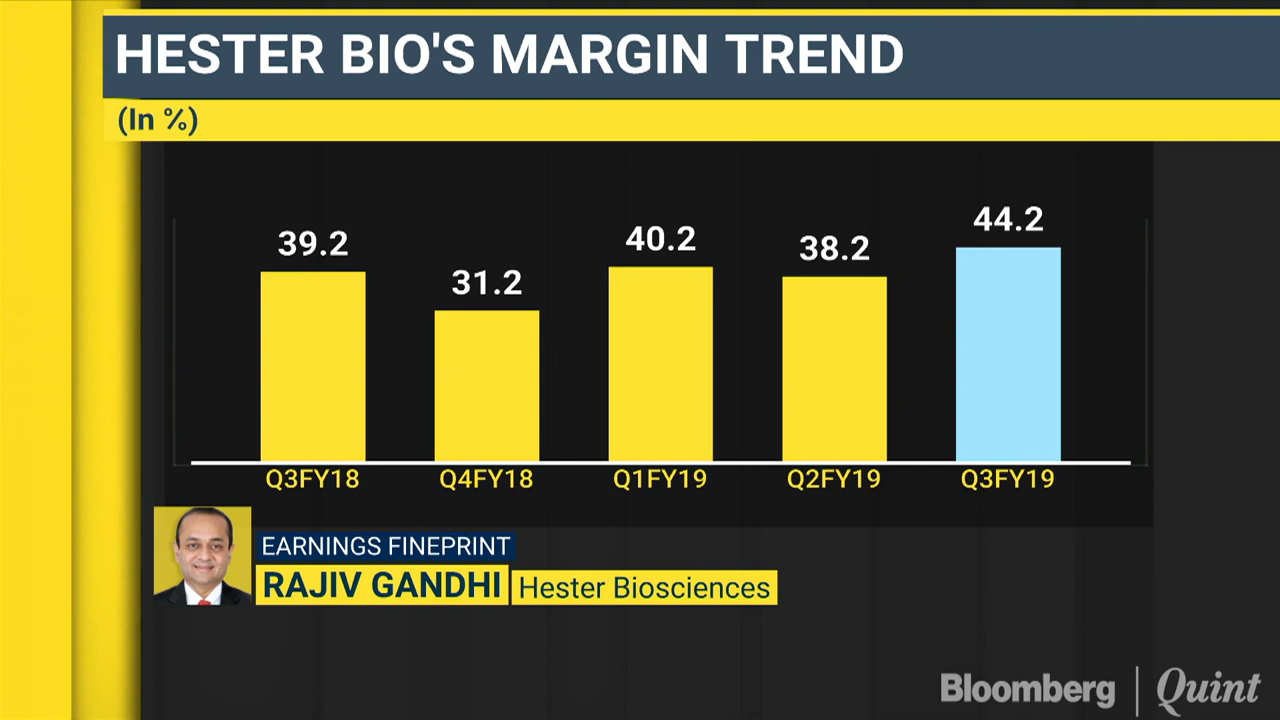 HESTER BIO'S MARGIN TREND
(In %)
39.2
31.2
40.2
38.2
44.2
Q3FY18
Q4FY18
Q1FY19
Q2FY19
Q3FY19
EARNINGS FINEPRINT
RAJIV GANDHI Hester Biosciences
Bloomberg | Quint